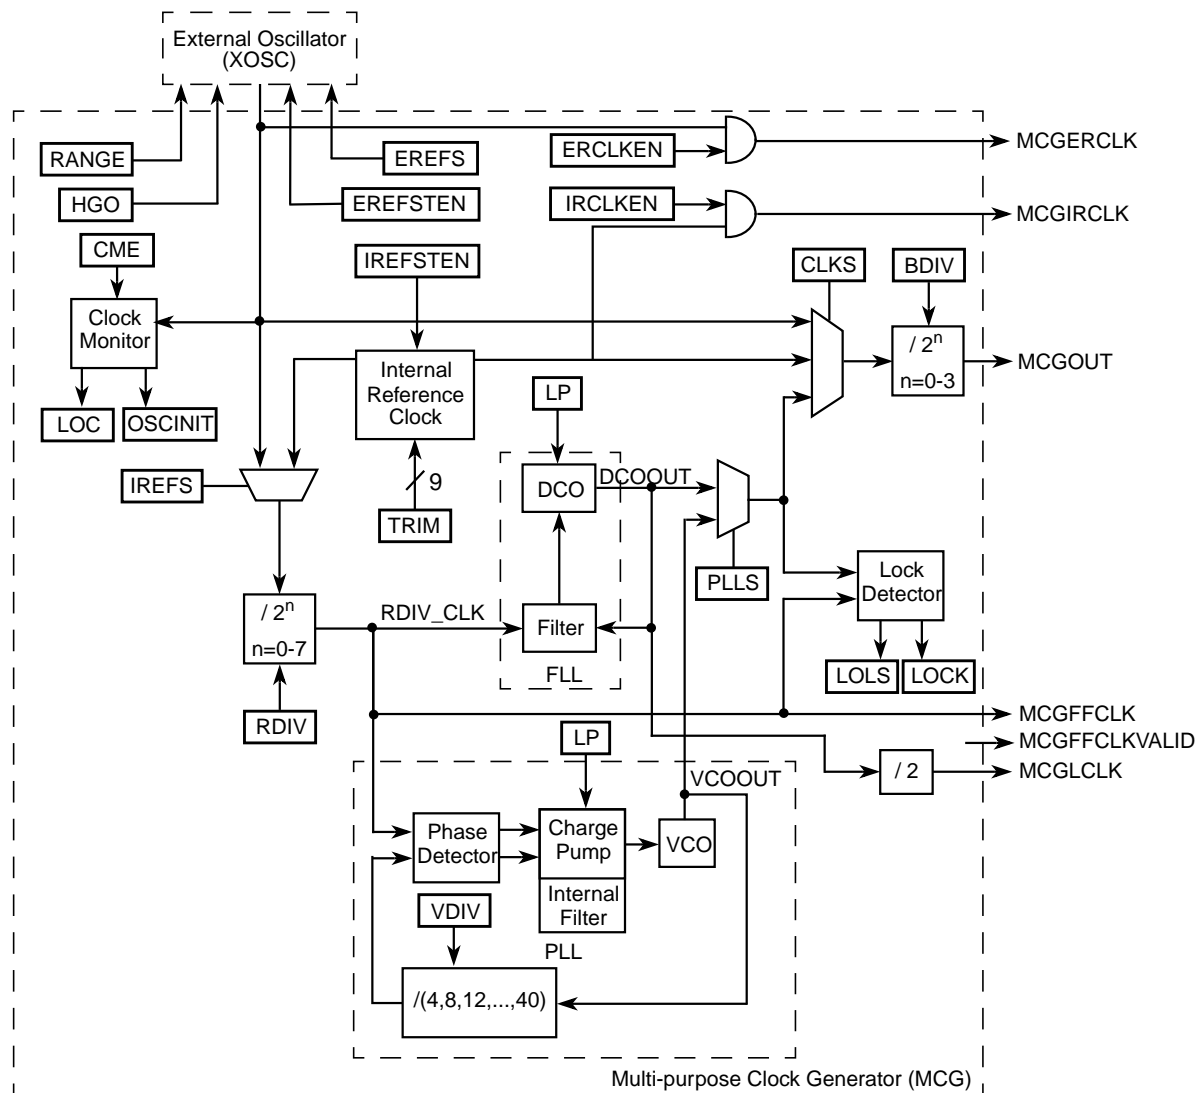 External Oscillator
(XOSC)
RANGE
EREFS
ERCLKEN
MCGERCLK
HGO
EREFSTEN
IRCLKEN
MCGIRCLK
CME
IREFSTEN
CLKS
BDIV
Clock
Monitor
/ 2n
n=0-3
MCGOUT
Internal
Reference
Clock
LP
LOC
OSCINIT
IREFS
9
TRIM
DCO
DCOOUT
PLLS
Lock
Detector
/ 2n
n=0-7
RDIV_CLK
Filter
FLL
LOLS
LOCK
RDIV
MCGFFCLK
MCGFFCLKVALID
LP
/ 2
MCGLCLK
VCOOUT
Phase
Detector
Charge
Pump
VCO
Internal
Filter
VDIV
PLL
/(4,8,12,...,40)
Multi-purpose Clock Generator (MCG)